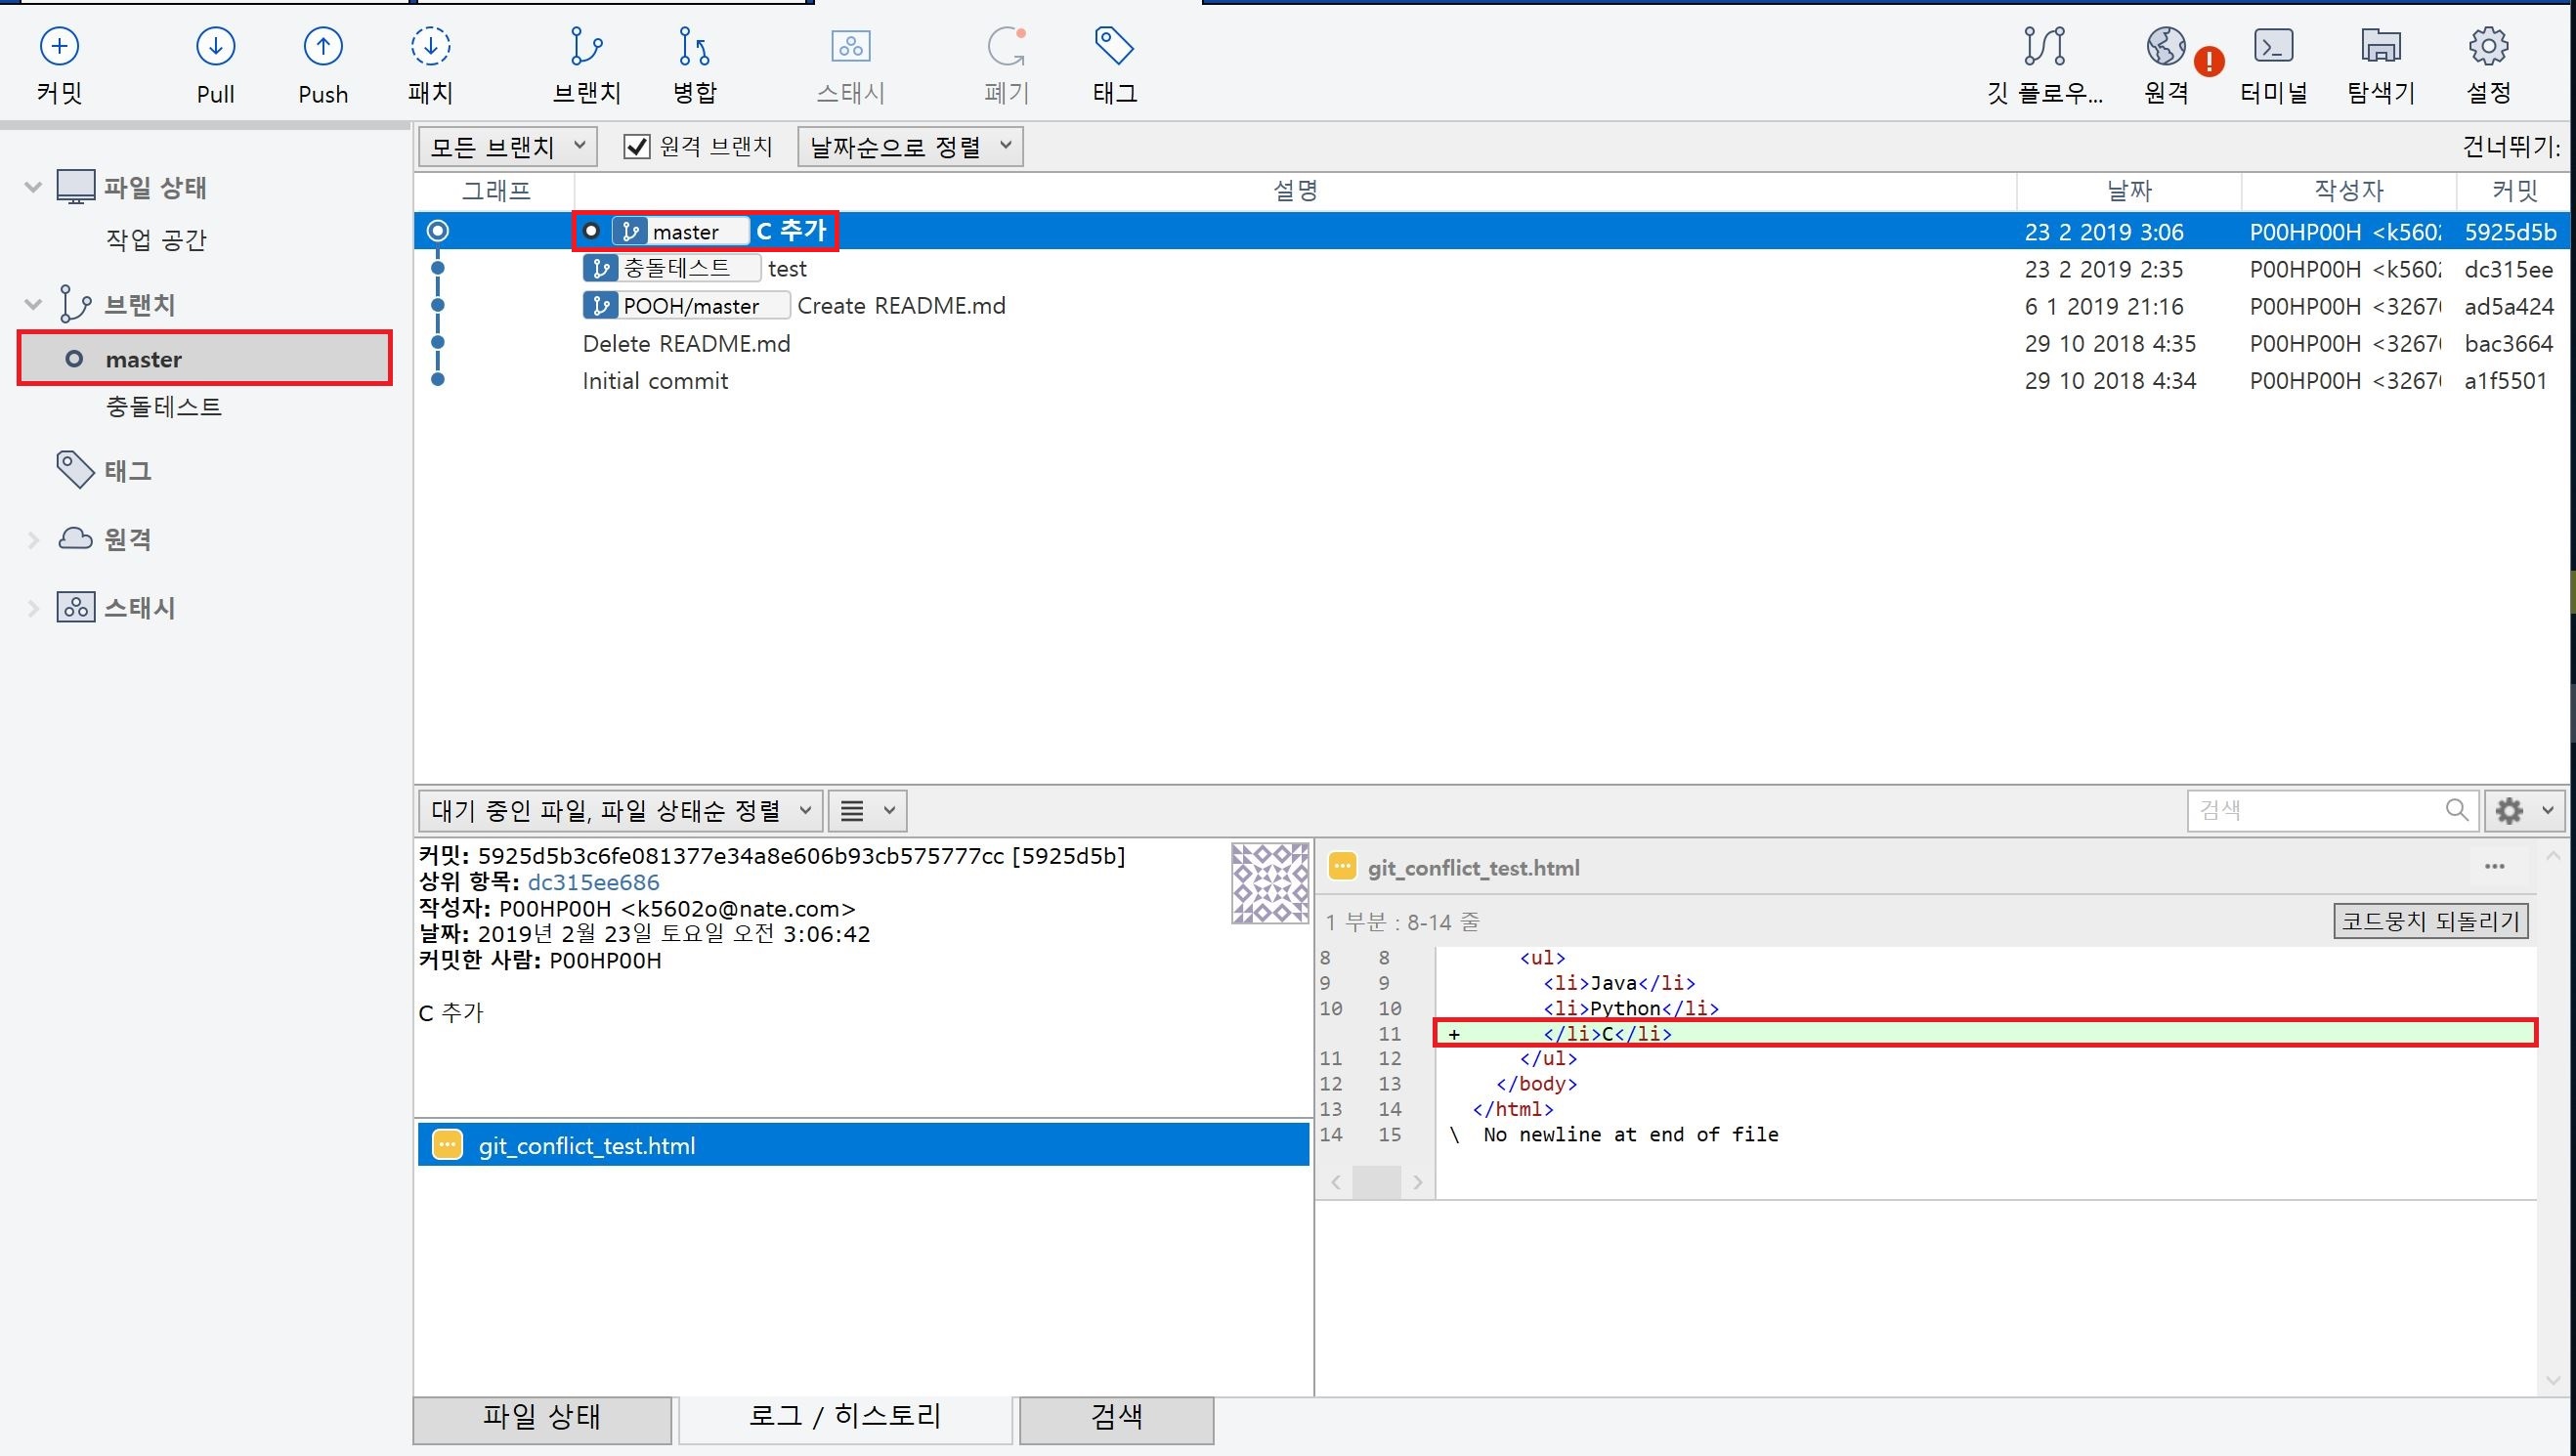 커밋 Pull Push 패치 브랜치 병합 스태시 폐기 태그 깃 플로우... 원격 터미널 탐색기 설정
모든 브랜치 원격 브랜치 날짜순으로 정렬 건너뛰기:
파일 상태
작업 공간
브랜치
master
충돌테스트
태그
원격
스태시
그래프 설명 날짜 작성자 커밋
master C 추가 23 2 2019 3:06 P00HP00H <k560 5925d5b
충돌테스트 test 23 2 2019 2:35 P00HP00H <k560 dc315ee
POOH/master Create README.md 6 1 2019 21:16 P00HP00H <3267 ad5a424
Delete README.md 29 10 2018 4:35 P00HP00H <3267 bac3664
Initial commit 29 10 2018 4:34 P00HP00H <3267 a1f5501
대기 중인 파일, 파일 상태순 정렬 검색
커밋: 5925d5b3c6fe081377e34a8e606b93cb575777cc [5925d5b]
상위 항목: dc315ee686
작성자: P00HP00H <k5602o@nate.com>
날짜: 2019년 2월 23일 토요일 오전 3:06:42
커밋한 사람: P00HP00H
C 추가
git_conflict_test.html
git_conflict_test.html ...
1 부분 : 8-14 줄 코드뭉치 되돌리기
8 8 <ul>
9 9 <li>Java</li>
10 10 <li>Python</li>
11 + </li>C</li>
11 12 </ul>
12 13 </body>
13 14 </html>
14 15 \ No newline at end of file
파일 상태 로그 / 히스토리 검색